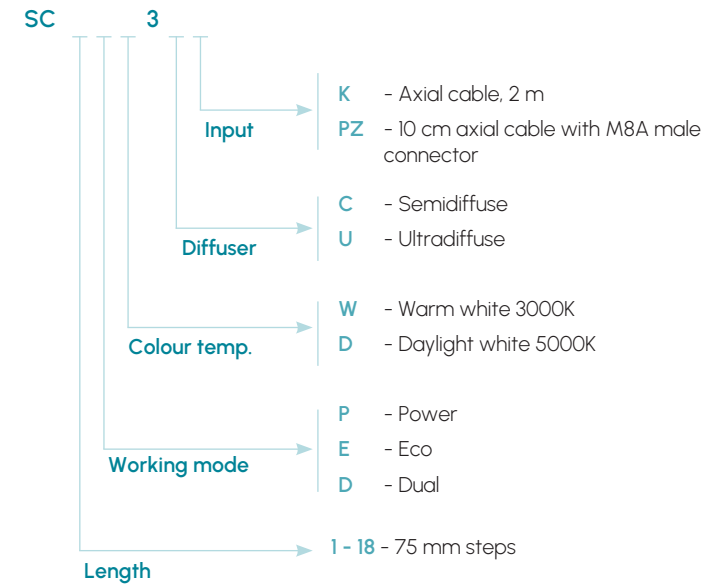 SC 3
K - Axial cable, 2 m
Input
PZ - 10 cm axial cable with M8A male
connector
C - Semidiffuse
U - Ultradiffuse
Diffuser
W - Warm white 3000K
Colour temp.
D - Daylight white 5000K
P - Power
E - Eco
Working mode
D - Dual
1 - 18 - 75 mm steps
Length